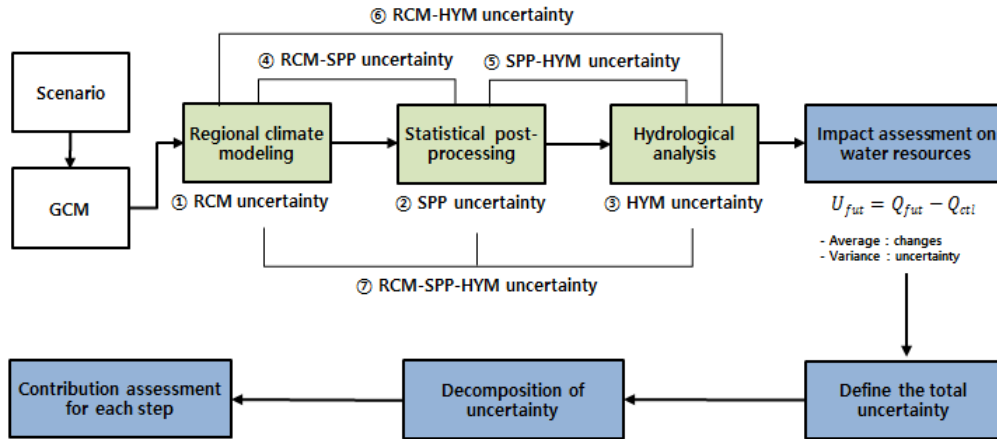 ⑥ RCM-HYM uncertainty
④ RCM-SPP uncertainty
⑤ SPP-HYM uncertainty
Scenario
Regional climate
modeling
Statistical post-
processing
Hydrological
analysis
Impact assessment on
water resources
GCM
① RCM uncertainty
② SPP uncertainty
③ HYM uncertainty
U_fut = Q_fut − Q_ctl
- Average : changes
- Variance : uncertainty
⑦ RCM-SPP-HYM uncertainty
Contribution assessment
for each step
Decomposition of
uncertainty
Define the total
uncertainty